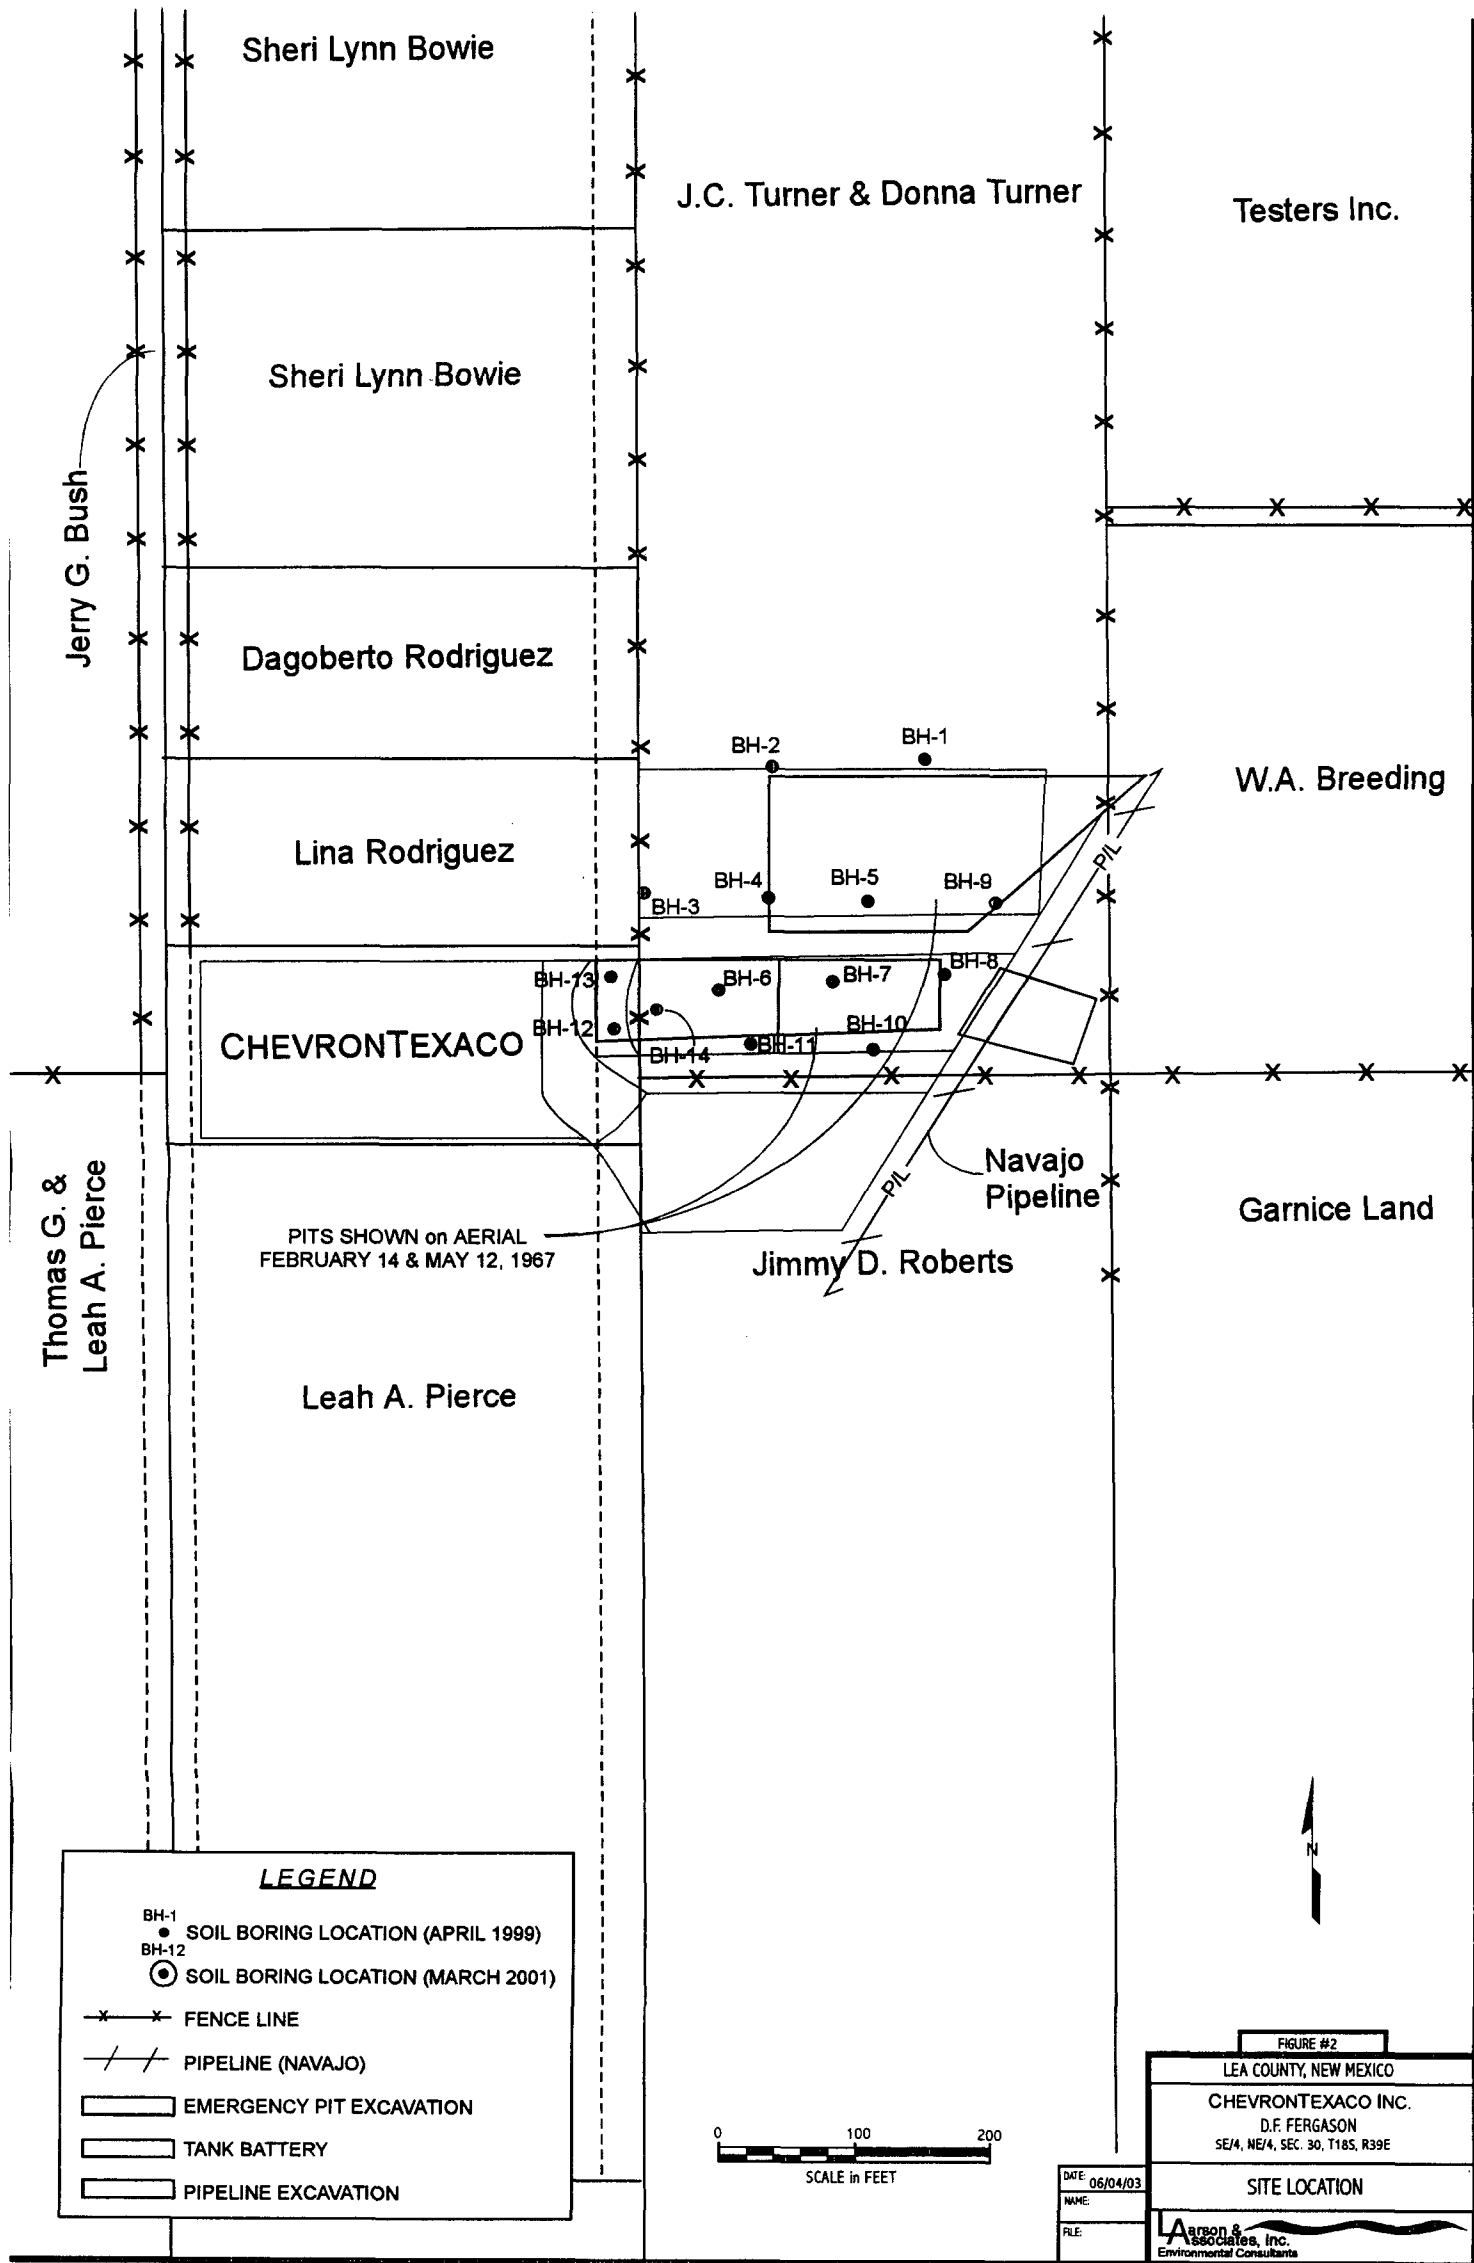 Sheri Lynn Bowie
J.C. Turner & Donna Turner
Testers Inc.
Sheri Lynn Bowie
Jerry G. Bush
Dagoberto Rodriguez
BH-2
BH-1
W.A. Breeding
Lina Rodriguez
P/L
BH-4
BH-5
BH-9
BH-3
BH-13
BH-6
BH-7
BH-8
CHEVRONTEXACO
BH-12
BH-14
BH-11
BH-10
Navajo
Pipeline
P/L
Thomas G. &
Leah A. Pierce
PITS SHOWN on AERIAL
FEBRUARY 14 & MAY 12, 1967
Garnice Land
Jimmy D. Roberts
Leah A. Pierce
N
LEGEND
BH-1
SOIL BORING LOCATION (APRIL 1999)
BH-12
SOIL BORING LOCATION (MARCH 2001)
FENCE LINE
PIPELINE (NAVAJO)
EMERGENCY PIT EXCAVATION
TANK BATTERY
PIPELINE EXCAVATION
0 100 200
SCALE in FEET
FIGURE #2
LEA COUNTY, NEW MEXICO
CHEVRONTEXACO INC.
D.F. FERGASON
SE/4, NE/4, SEC. 30, T18S, R39E
SITE LOCATION
DATE: 06/04/03
NAME:
FILE:
Larson &
Associates, Inc.
Environmental Consultants